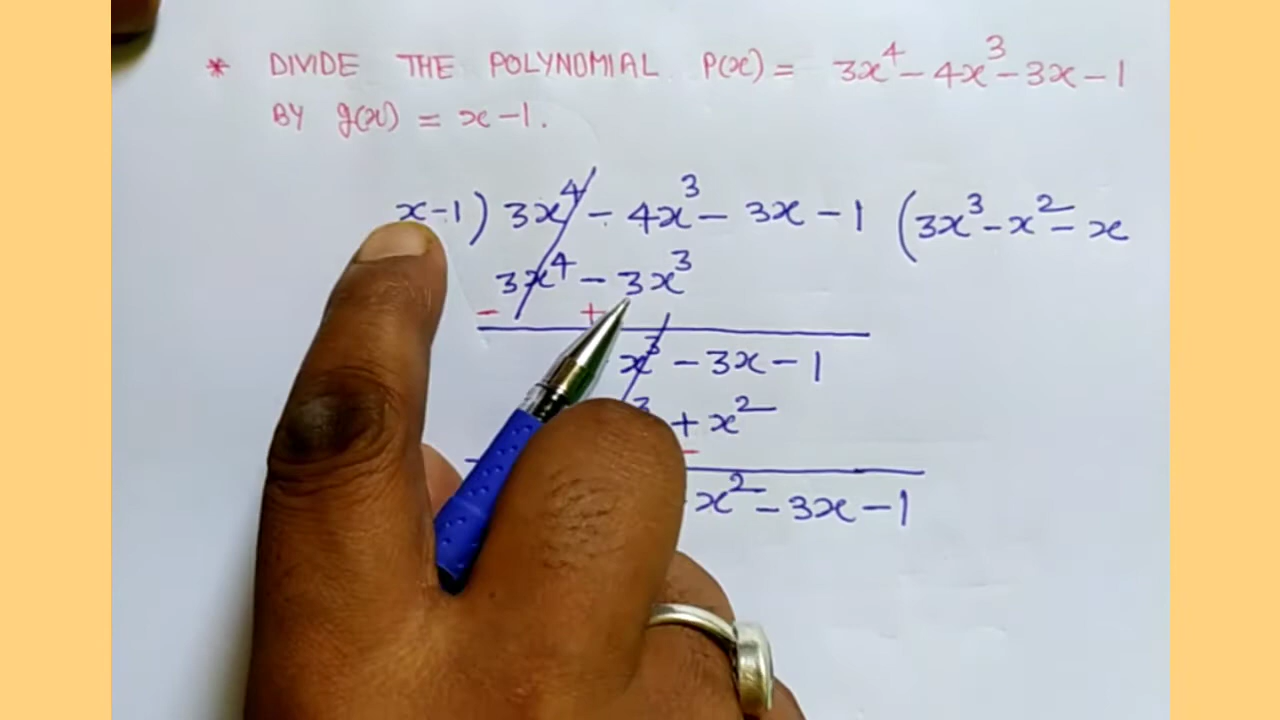 * DIVIDE THE POLYNOMIAL P(x) = 3x⁴ - 4x³ - 3x - 1
BY g(x) = x - 1.
x-1) 3x⁴ - 4x³ - 3x - 1 (3x³ - x² - x
3x⁴ - 3x³
- +
x³ - 3x - 1
³ + x²
- -
x² - 3x - 1